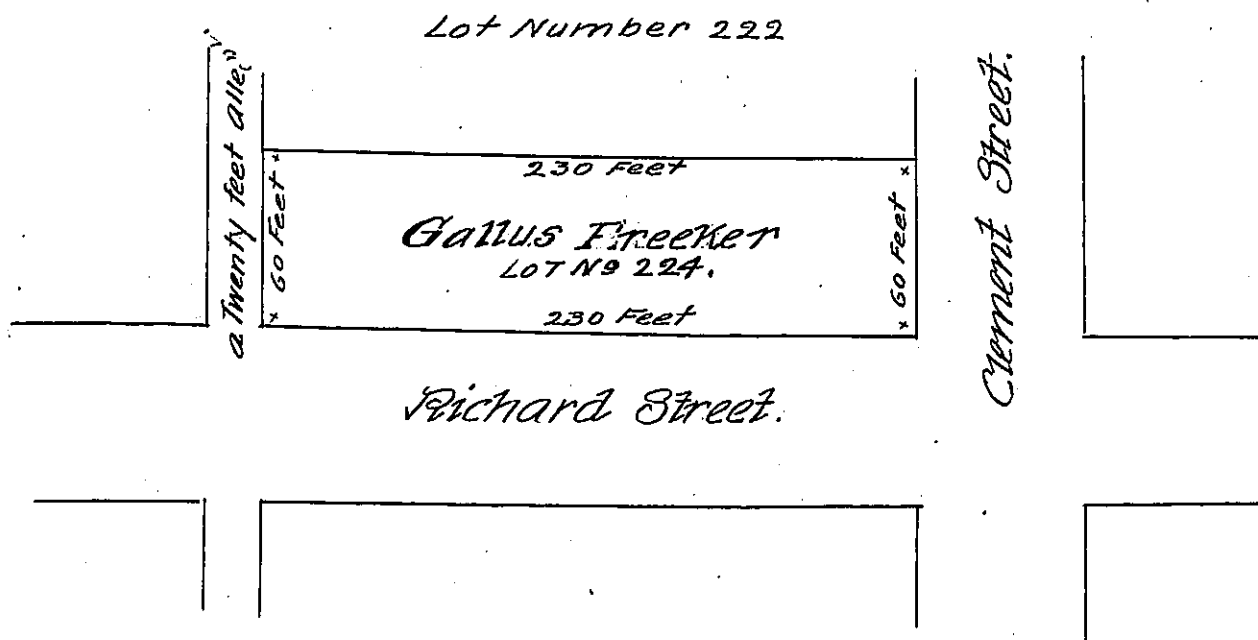 Lot Number 222
a Twenty feet alley
230 Feet
60 Feet
Gallus Freeker
LOT No 224.
60 Feet
230 Feet
Richard Street.
Clement Street.